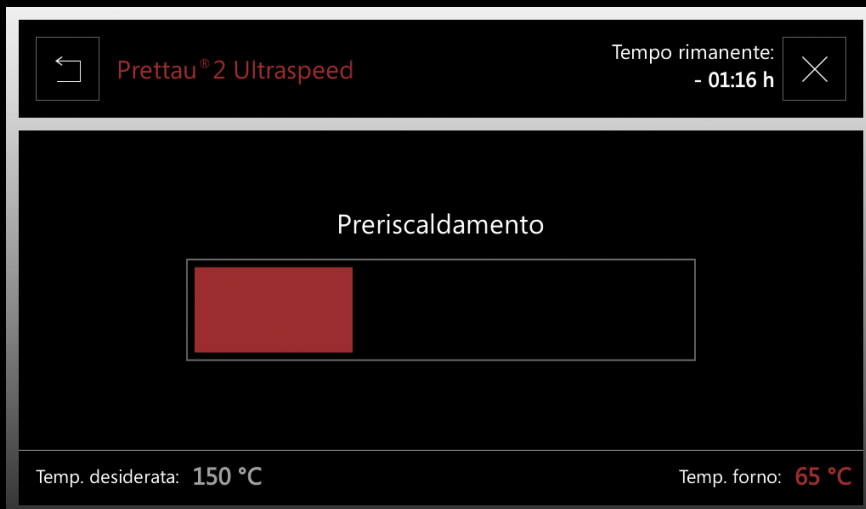 Prettau®2 Ultraspeed
Tempo rimanente:
- 01:16 h
Preriscaldamento
Temp. desiderata: 150 °C
Temp. forno: 65 °C